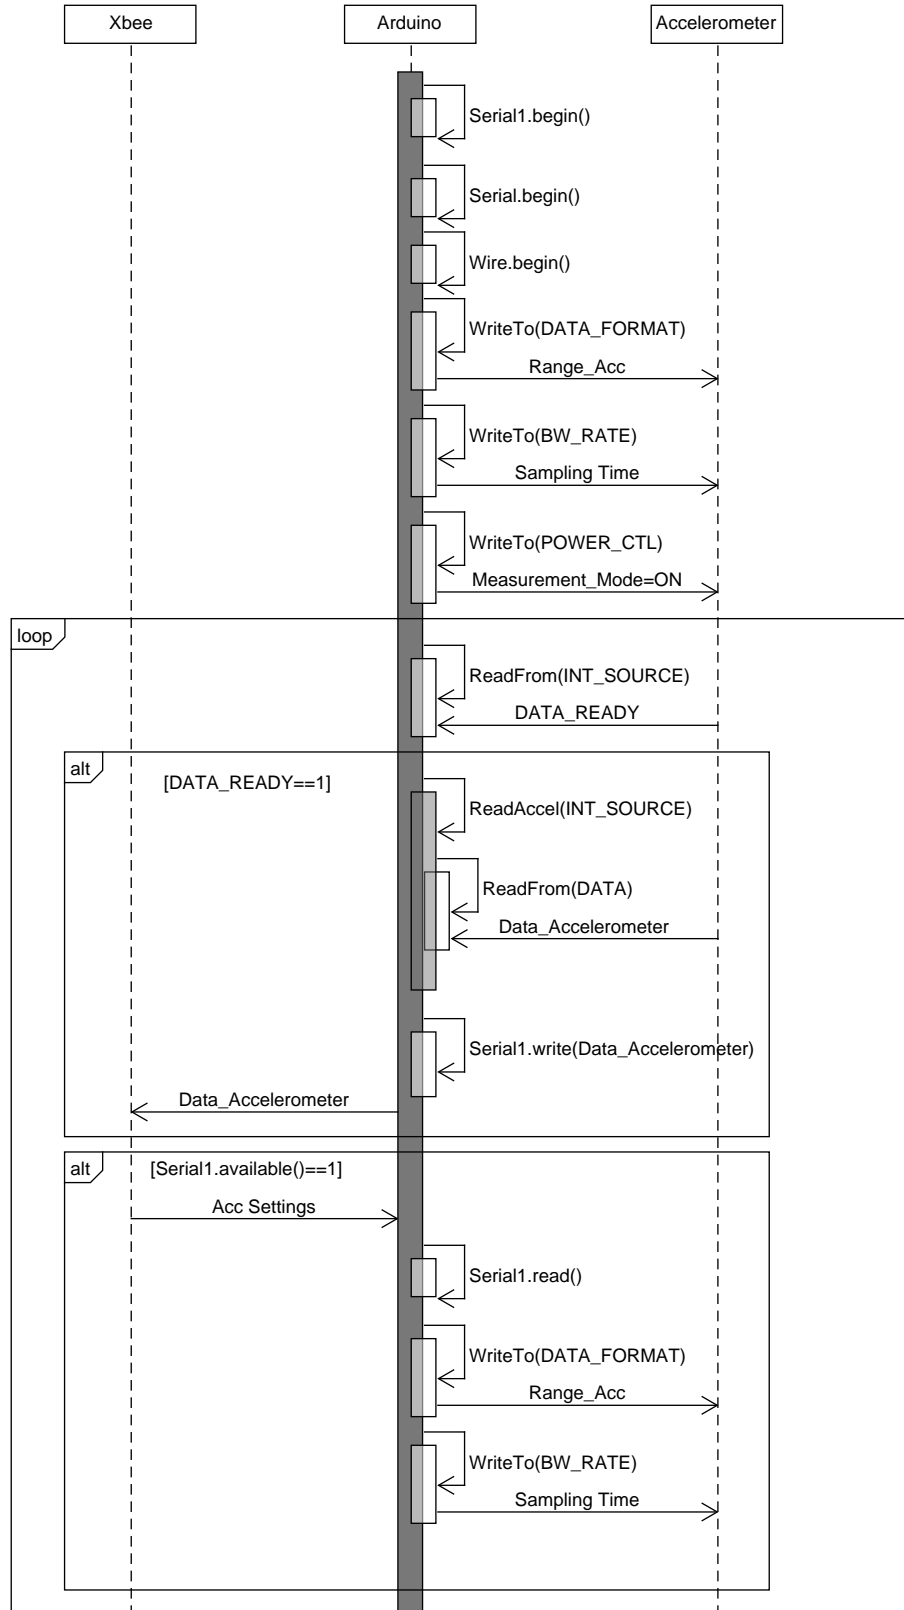 Xbee
Arduino
Accelerometer
Serial1.begin()
Serial.begin()
Wire.begin()
WriteTo(DATA_FORMAT)
Range_Acc
WriteTo(BW_RATE)
Sampling Time
WriteTo(POWER_CTL)
Measurement_Mode=ON
loop
ReadFrom(INT_SOURCE)
DATA_READY
alt
[DATA_READY==1]
ReadAccel(INT_SOURCE)
ReadFrom(DATA)
Data_Accelerometer
Serial1.write(Data_Accelerometer)
Data_Accelerometer
alt
[Serial1.available()==1]
Acc Settings
Serial1.read()
WriteTo(DATA_FORMAT)
Range_Acc
WriteTo(BW_RATE)
Sampling Time